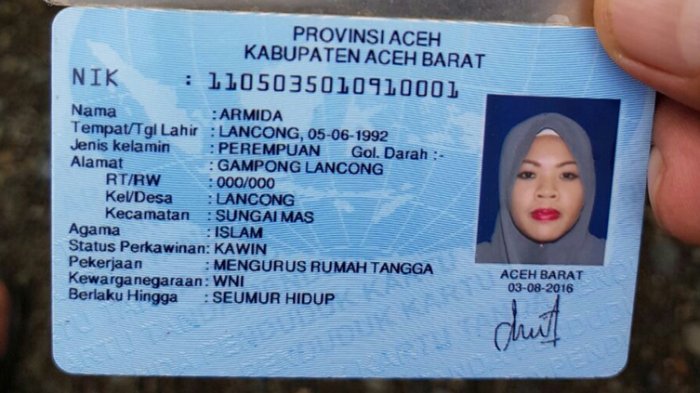 PROVINSI ACEH
KABUPATEN ACEH BARAT
NIK : 1105035010910001
Nama : ARMIDA
Tempat/Tgl Lahir : LANCONG, 05-06-1992
Jenis kelamin : PEREMPUAN Gol. Darah :-
Alamat : GAMPONG LANCONG
RT/RW : 000/000
Kel/Desa : LANCONG
Kecamatan : SUNGAI MAS
Agama : ISLAM
Status Perkawinan: KAWIN
Pekerjaan : MENGURUS RUMAH TANGGA
Kewarganegaraan: WNI
Berlaku Hingga : SEUMUR HIDUP
ACEH BARAT
03-08-2016